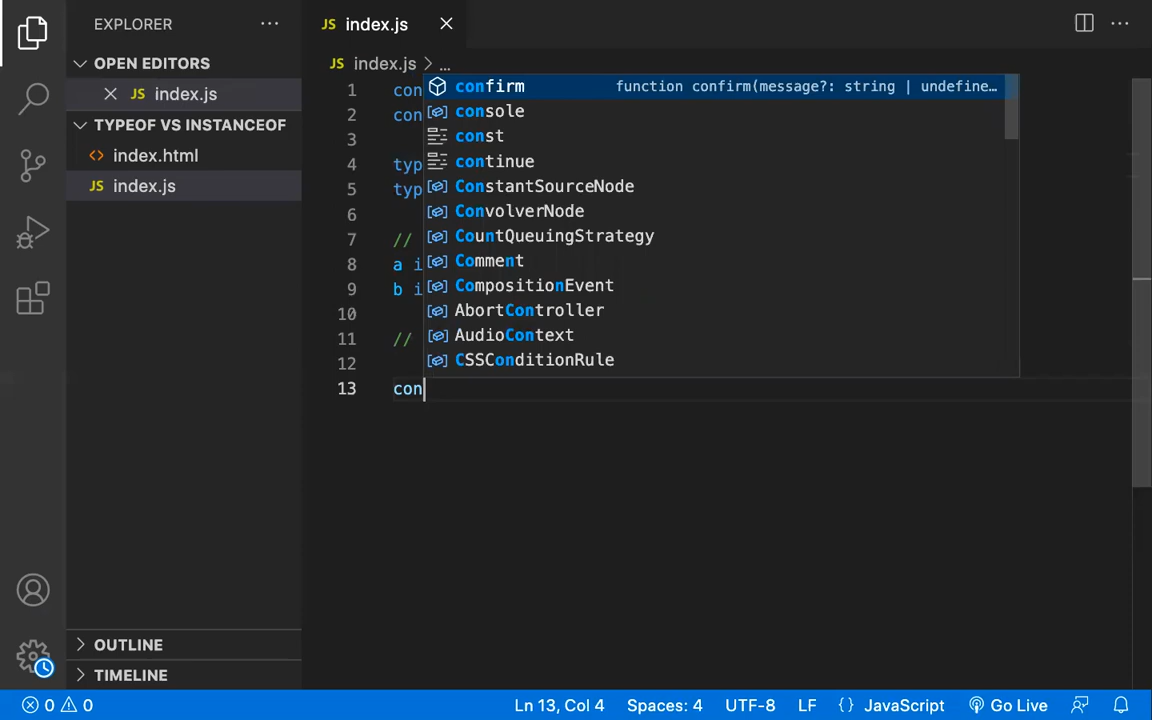 EXPLORER
OPEN EDITORS
JS index.js
TYPEOF VS INSTANCEOF
<> index.html
JS index.js
OUTLINE
TIMELINE
JS index.js
JS index.js > ...
1 con
2 con
3
4 typ
5 typ
6
7 //
8 a i
9 b i
10
11 //
12
13 con
confirm function confirm(message?: string | undefine…
console
const
continue
ConstantSourceNode
ConvolverNode
CountQueuingStrategy
Comment
CompositionEvent
AbortController
AudioContext
CSSConditionRule
0 0 Ln 13, Col 4 Spaces: 4 UTF-8 LF {} JavaScript Go Live